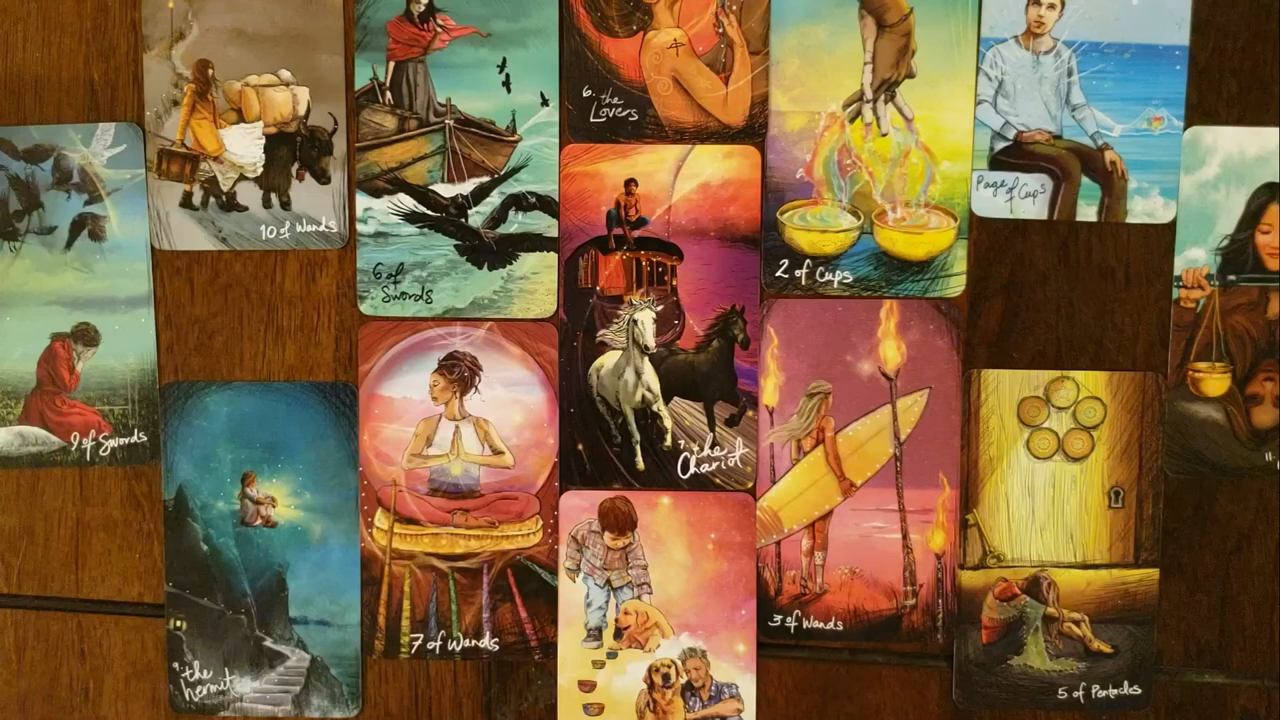 9 of Swords
10 of Wands
9. the
hermit
6 of
Swords
7 of Wands
6. the
Lovers
7. the
Chariot
2 of Cups
3 of Wands
Page of Cups
5 of Pentacles
11